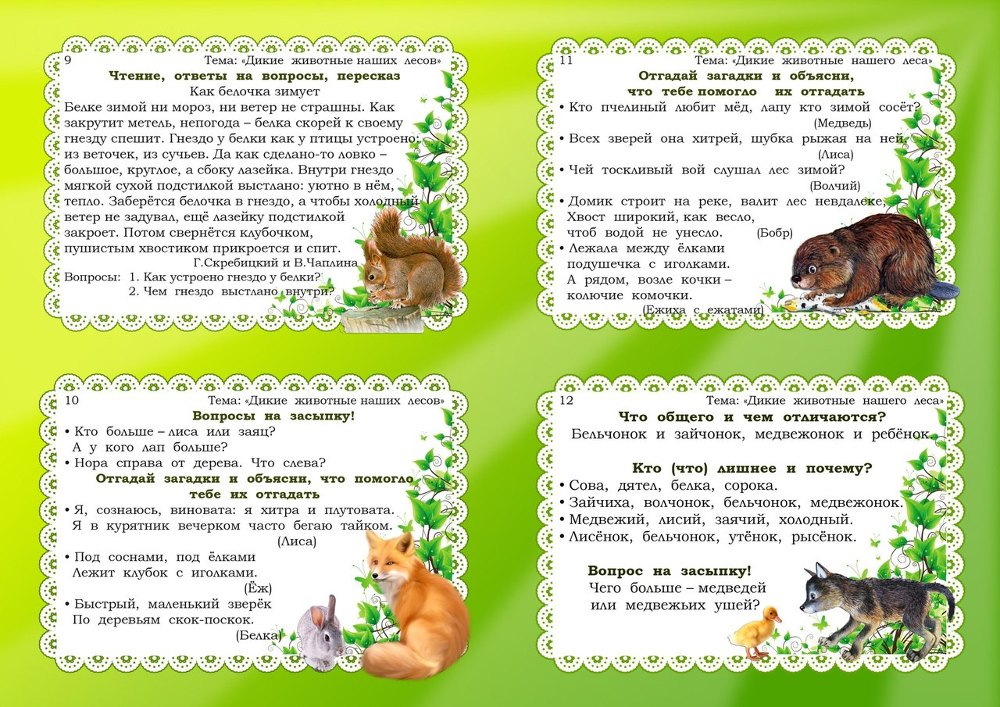 9 Тема: «Дикие животные наших лесов»
Чтение, ответы на вопросы, пересказ
Как белочка зимует
Белке зимой ни мороз, ни ветер не страшны. Как
закрутит метель, непогода – белка скорей к своему
гнезду спешит. Гнездо у белки как у птицы устроено:
из веточек, из сучьев. Да как сделано-то ловко –
большое, круглое, а сбоку лазейка. Внутри гнездо
мягкой сухой подстилкой выстлано: уютно в нём,
тепло. Заберётся белочка в гнездо, а чтобы холодный
ветер не задувал, ещё лазейку подстилкой
закроет. Потом свернётся клубочком,
пушистым хвостиком прикроется и спит.
Г.Скребицкий и В.Чаплина
Вопросы: 1. Как устроено гнездо у белки?
2. Чем гнездо выстлано внутри?
10 Тема: «Дикие животные наших лесов»
Вопросы на засыпку!
• Кто больше – лиса или заяц?
А у кого лап больше?
• Нора справа от дерева. Что слева?
Отгадай загадки и объясни, что помогло
тебе их отгадать
• Я, сознаюсь, виновата: я хитра и плутовата.
Я в курятник вечерком часто бегаю тайком.
(Лиса)
• Под соснами, под ёлками
Лежит клубок с иголками.
(Ёж)
• Быстрый, маленький зверёк
По деревьям скок-поскок.
(Белка)
11 Тема: «Дикие животные нашего леса»
Отгадай загадки и объясни,
что тебе помогло их отгадать
• Кто пчелиный любит мёд, лапу кто зимой сосёт?
(Медведь)
• Всех зверей она хитрей, шубка рыжая на ней.
(Лиса)
• Чей тоскливый вой слушал лес зимой?
(Волчий)
• Домик строит на реке, валит лес невдалеке,
Хвост широкий, как весло,
чтоб водой не унесло. (Бобр)
• Лежала между ёлками
подушечка с иголками.
А рядом, возле кочки –
колючие комочки.
(Ежиха с ежатами)
12 Тема: «Дикие животные нашего леса»
Что общего и чем отличаются?
Бельчонок и зайчонок, медвежонок и ребёнок.
Кто (что) лишнее и почему?
• Сова, дятел, белка, сорока.
• Зайчиха, волчонок, бельчонок, медвежонок.
• Медвежий, лисий, заячий, холодный.
• Лисёнок, бельчонок, утёнок, рысёнок.
Вопрос на засыпку!
Чего больше – медведей
или медвежьих ушей?